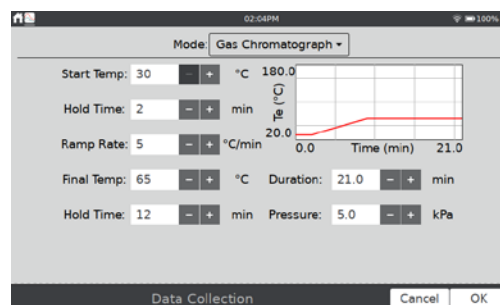 02:04PM 100%
Mode: Gas Chromatograph
Start Temp: 30 - + °C
Hold Time: 2 - + min
Ramp Rate: 5 - + °C/min
Final Temp: 65 - + °C
Hold Time: 12 - + min
180.0
Te (°C)
20.0
0.0 Time (min) 21.0
Duration: 21.0 - + min
Pressure: 5.0 - + kPa
Data Collection Cancel OK